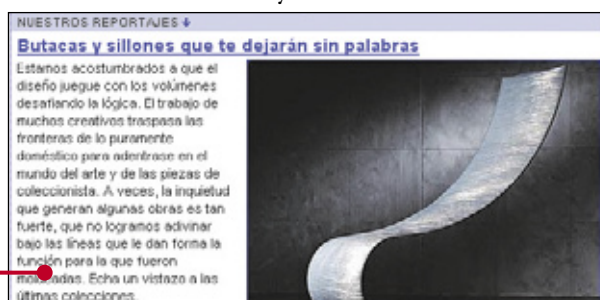 NUESTROS REPORTAJES
Butacas y sillones que te dejarán sin palabras
Estamos acostumbrados a que el
diseño juegue con los volúmenes
desafiando la lógica. El trabajo de
muchos creativos traspasa las
fronteras de lo puramente
doméstico para adentrase en el
mundo del arte y de las piezas de
coleccionista. A veces, la inquietud
que generan algunas obras es tan
fuerte, que no logramos adivinar
bajo las líneas que le dan forma la
función para la que fueron
Echa un vistazo a las
últimas colecciones.